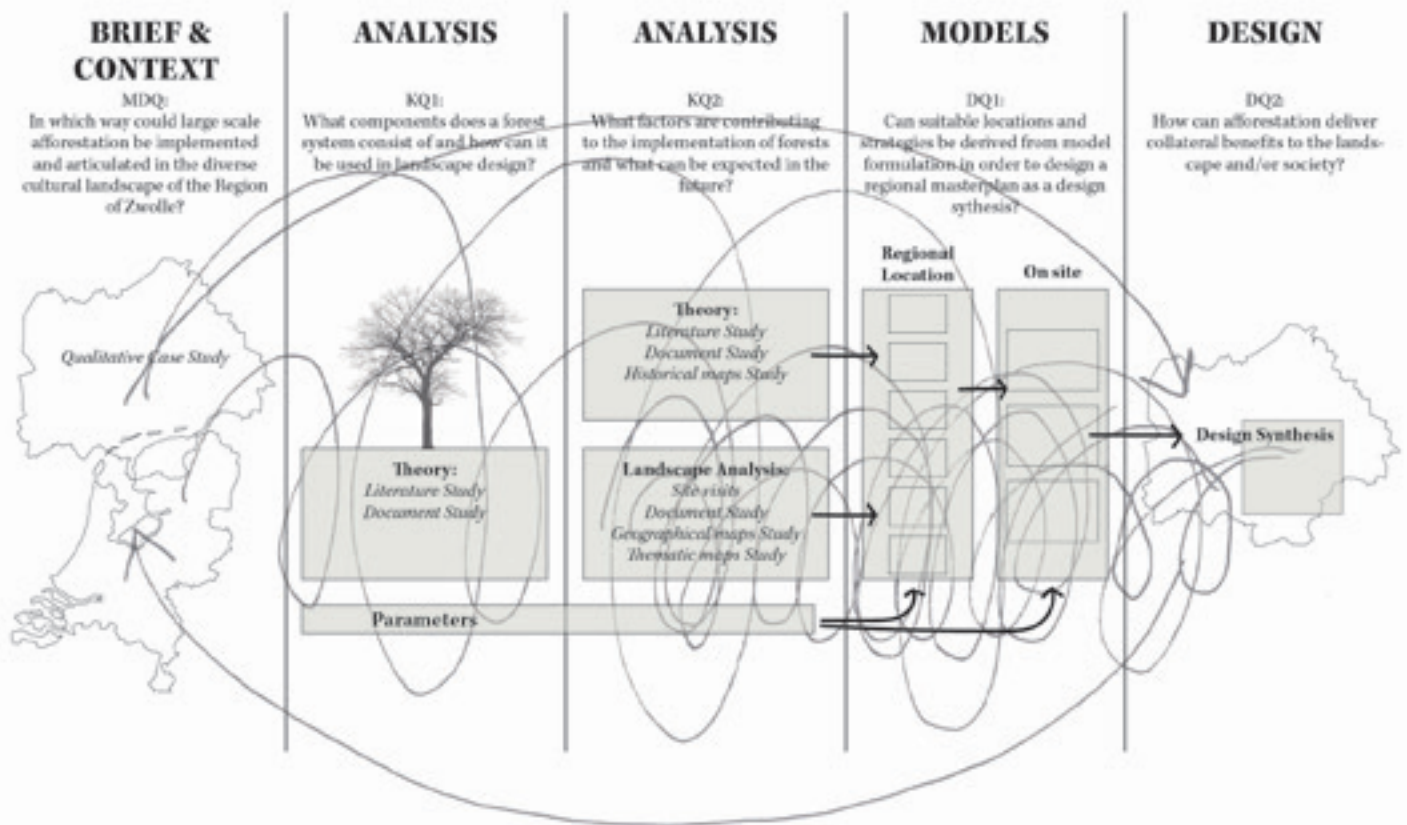 BRIEF &
CONTEXT
MDQ:
In which way could large scale
afforestation be implemented
and articulated in the diverse
cultural landscape of the Region
of Zwolle?
Qualitative Case Study
ANALYSIS
KQ1:
What components does a forest
system consist of and how can it
be used in landscape design?
Theory:
Literature Study
Document Study
Parameters
ANALYSIS
KQ2:
What factors are contributing
to the implementation of forests
and what can be expected in the
future?
Theory:
Literature Study
Document Study
Historical maps Study
Landscape Analysis:
Site visits
Document Study
Geographical maps Study
Thematic maps Study
MODELS
DQ1:
Can suitable locations and
strategies be derived from model
formulation in order to design a
regional masterplan as a design
sythesis?
Regional
Location
On site
DESIGN
DQ2:
How can afforestation deliver
collateral benefits to the lands-
cape and/er society?
Design Synthesis